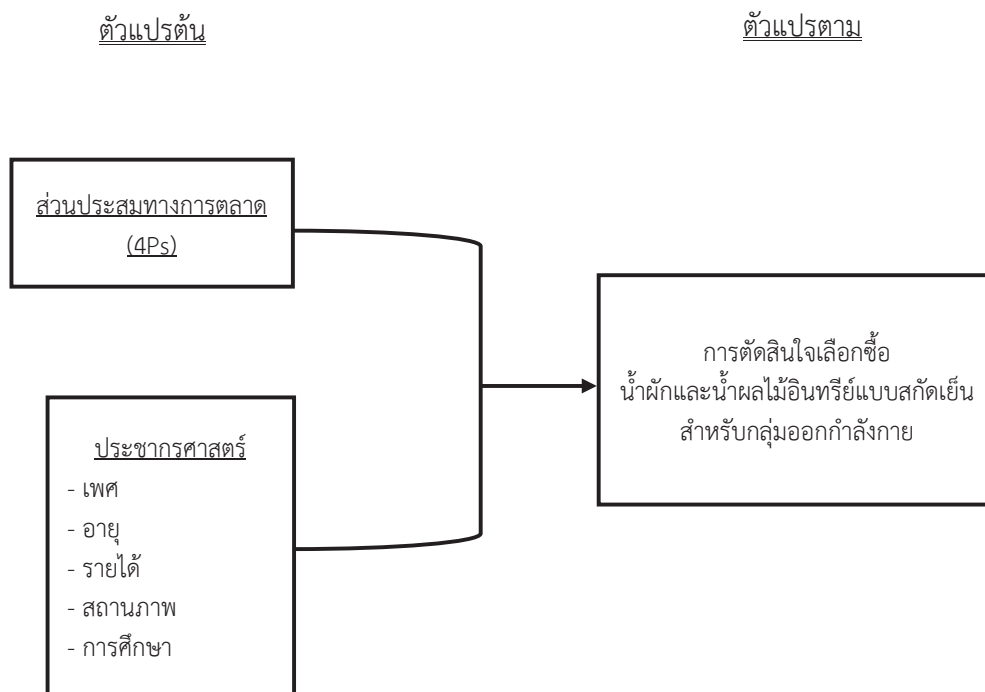 ตัวแปรต้น
ตัวแปรตาม
ส่วนประสมทางการตลาด
(4Ps)
ประชากรศาสตร์
- เพศ
- อายุ
- รายได้
- สถานภาพ
- การศึกษา
การตัดสินใจเลือกซื้อ
น้ำผักและน้ำผลไม้อินทรีย์แบบสกัดเย็น
สำหรับกลุ่มออกกำลังกาย